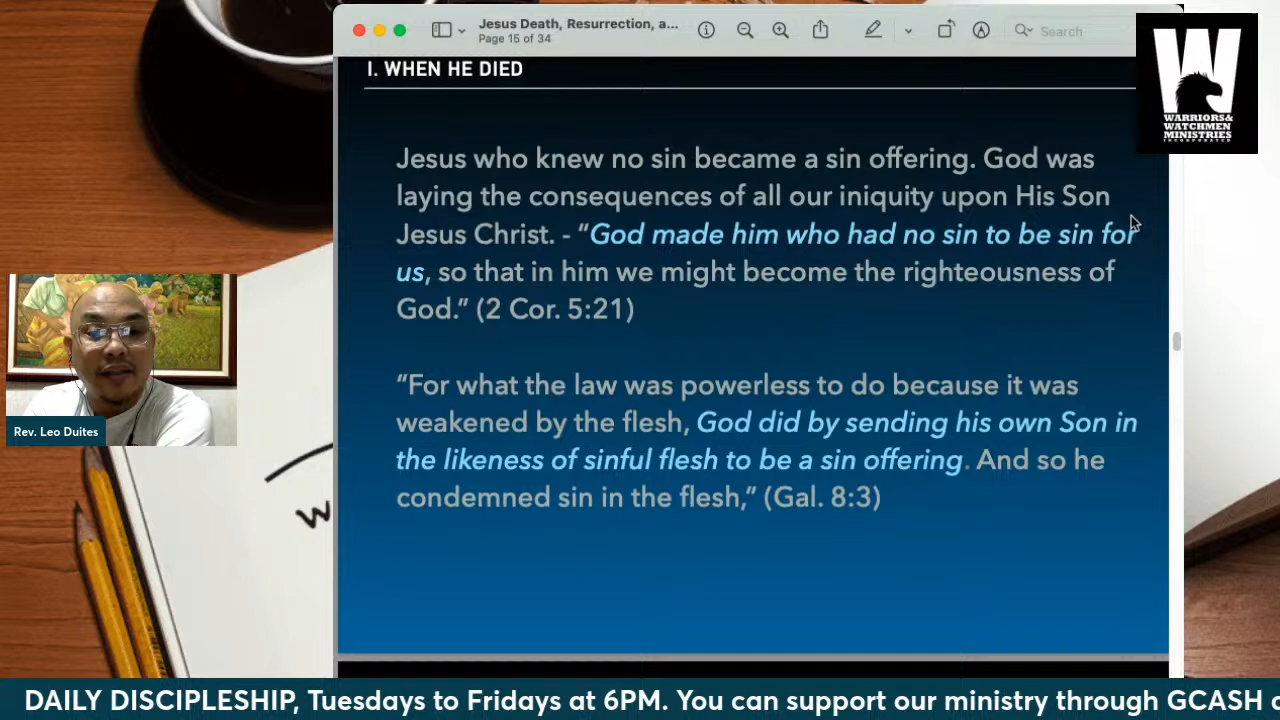 Jesus Death, Resurrection, a...
Page 15 of 34
Search
I. WHEN HE DIED
Jesus who knew no sin became a sin offering. God was
laying the consequences of all our iniquity upon His Son
Jesus Christ. - “God made him who had no sin to be sin for
us, so that in him we might become the righteousness of
God.” (2 Cor. 5:21)
“For what the law was powerless to do because it was
weakened by the flesh, God did by sending his own Son in
the likeness of sinful flesh to be a sin offering. And so he
condemned sin in the flesh,” (Gal. 8:3)
W
WARRIORS&
WATCHMEN
MINISTRIES
INCORPORATED
Rev. Leo Duites
w
DAILY DISCIPLESHIP, Tuesdays to Fridays at 6PM. You can support our ministry through GCASH